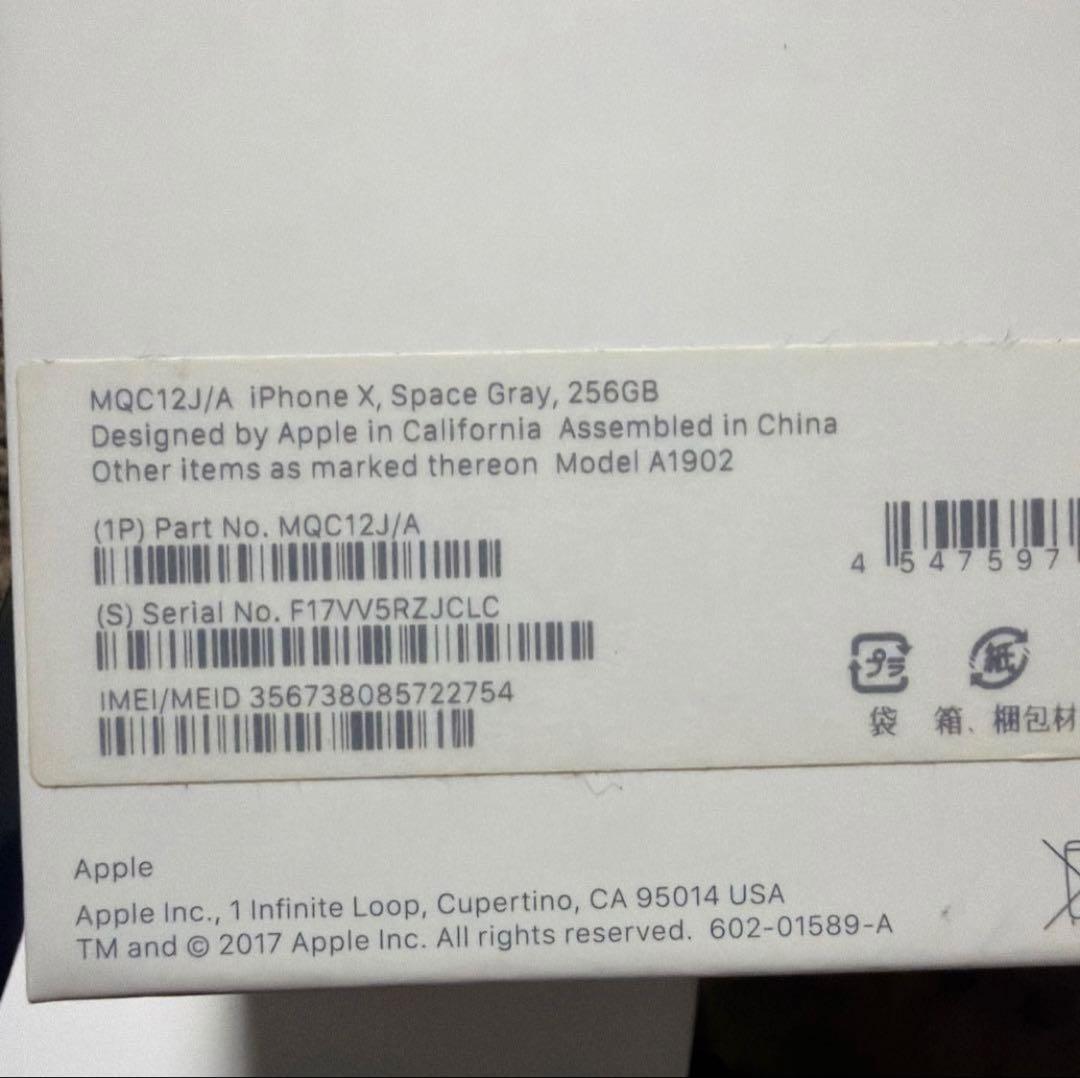 MQC12J/A iPhone X, Space Gray, 256GB
Designed by Apple in California Assembled in China
Other items as marked thereon Model A1902
(1P) Part No. MQC12J/A
4 547597
(S) Serial No. F17VV5RZJCLC
プラ
紙
IMEI/MEID 356738085722754
袋 箱、梱包材
Apple
Apple Inc., 1 Infinite Loop, Cupertino, CA 95014 USA
TM and © 2017 Apple Inc. All rights reserved. 602-01589-A